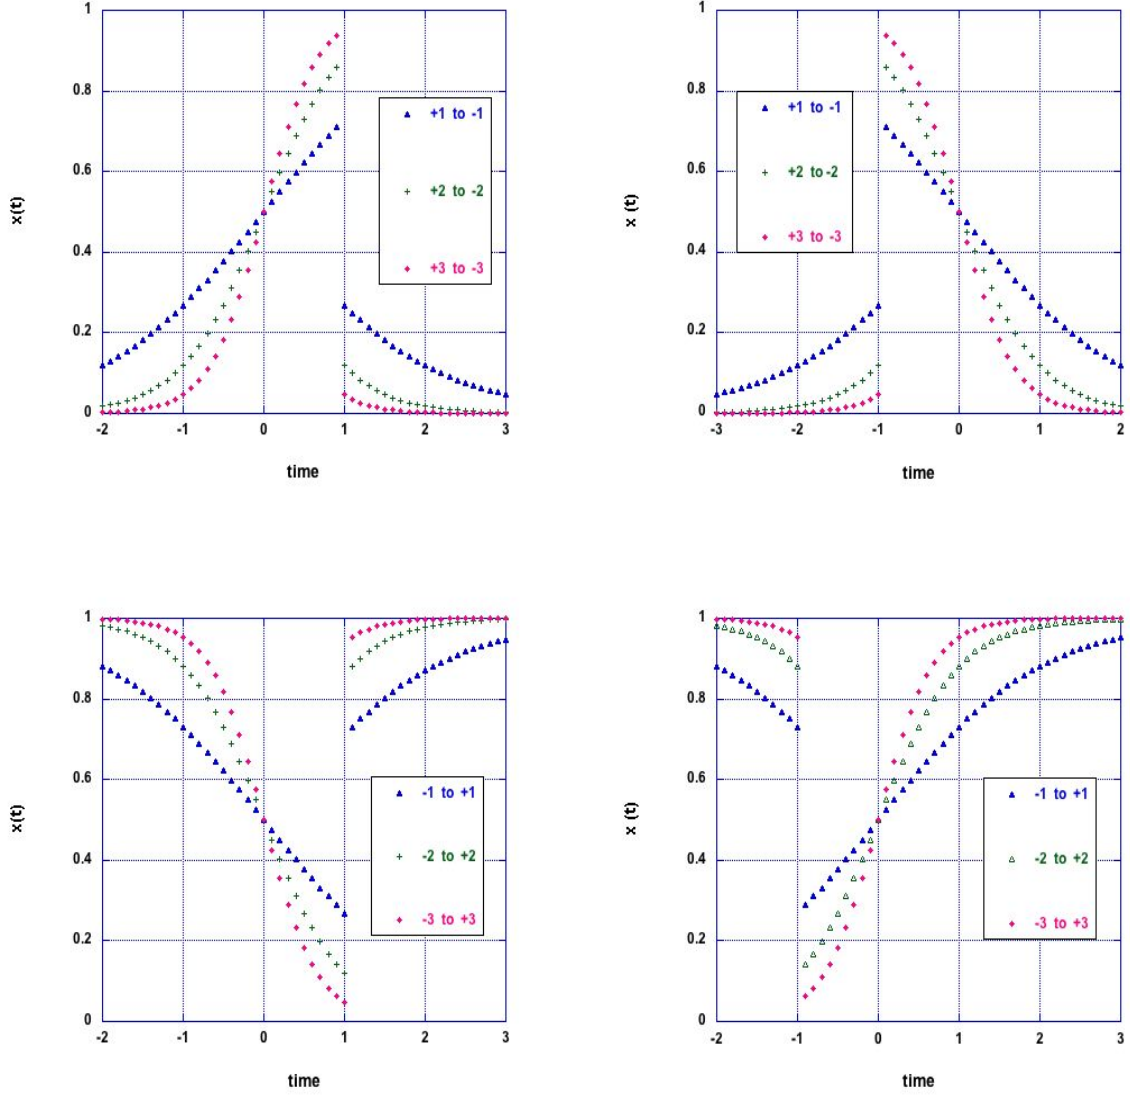 1
0.8
0.6
0.4
0.2
0
-2 -1 0 1 2 3
x(t)
time
+1 to -1
+2 to -2
+3 to -3
1
0.8
0.6
0.4
0.2
0
-3 -2 -1 0 1 2
x (t)
time
+1 to -1
+2 to -2
+3 to -3
1
0.8
0.6
0.4
0.2
0
-2 -1 0 1 2 3
x(t)
time
-1 to +1
-2 to +2
-3 to +3
1
0.8
0.6
0.4
0.2
0
-2 -1 0 1 2 3
x (t)
time
-1 to +1
-2 to +2
-3 to +3